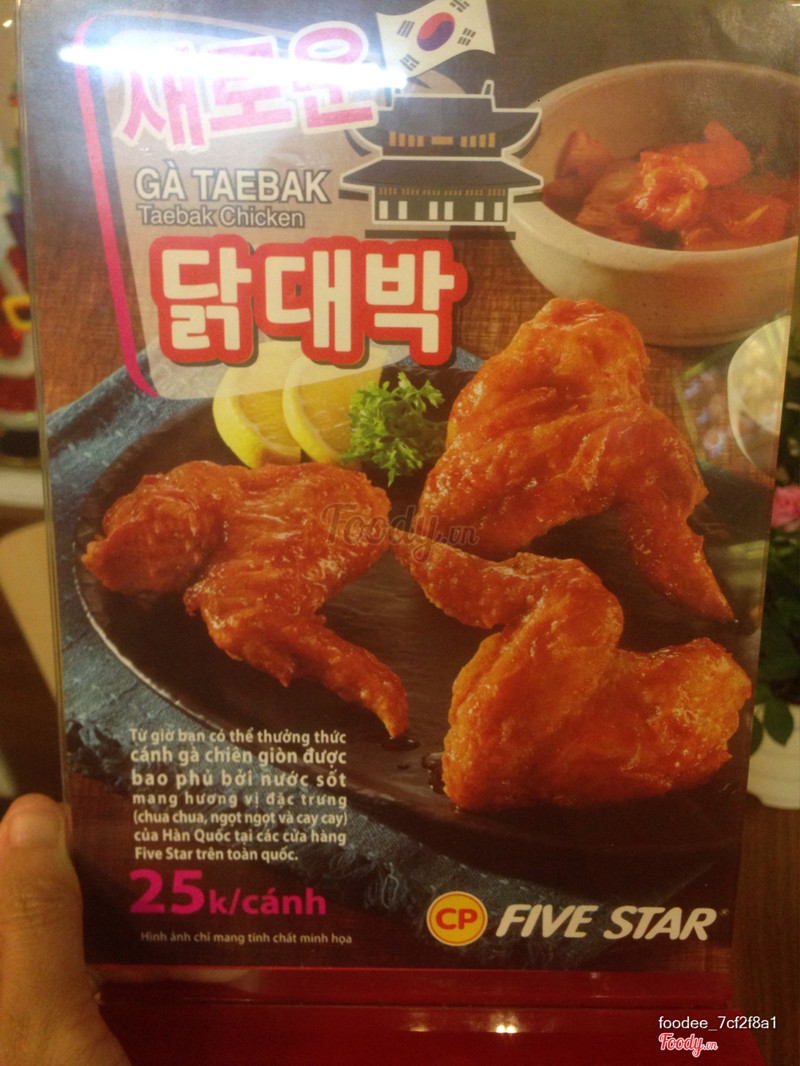 새로운
GÀ TAEBAK
Taebak Chicken
닭대박
Foody.vn
Từ giờ bạn có thể thưởng thức
cánh gà chiên giòn được
bao phủ bởi nước sốt
mang hương vị đặc trưng
(chua chua, ngọt ngọt và cay cay)
của Hàn Quốc tại các cửa hàng
Five Star trên toàn quốc.
25k/cánh
Hình ảnh chỉ mang tính chất minh họa
CP FIVE STAR
foodee_7cf2f8a1
Foody.vn